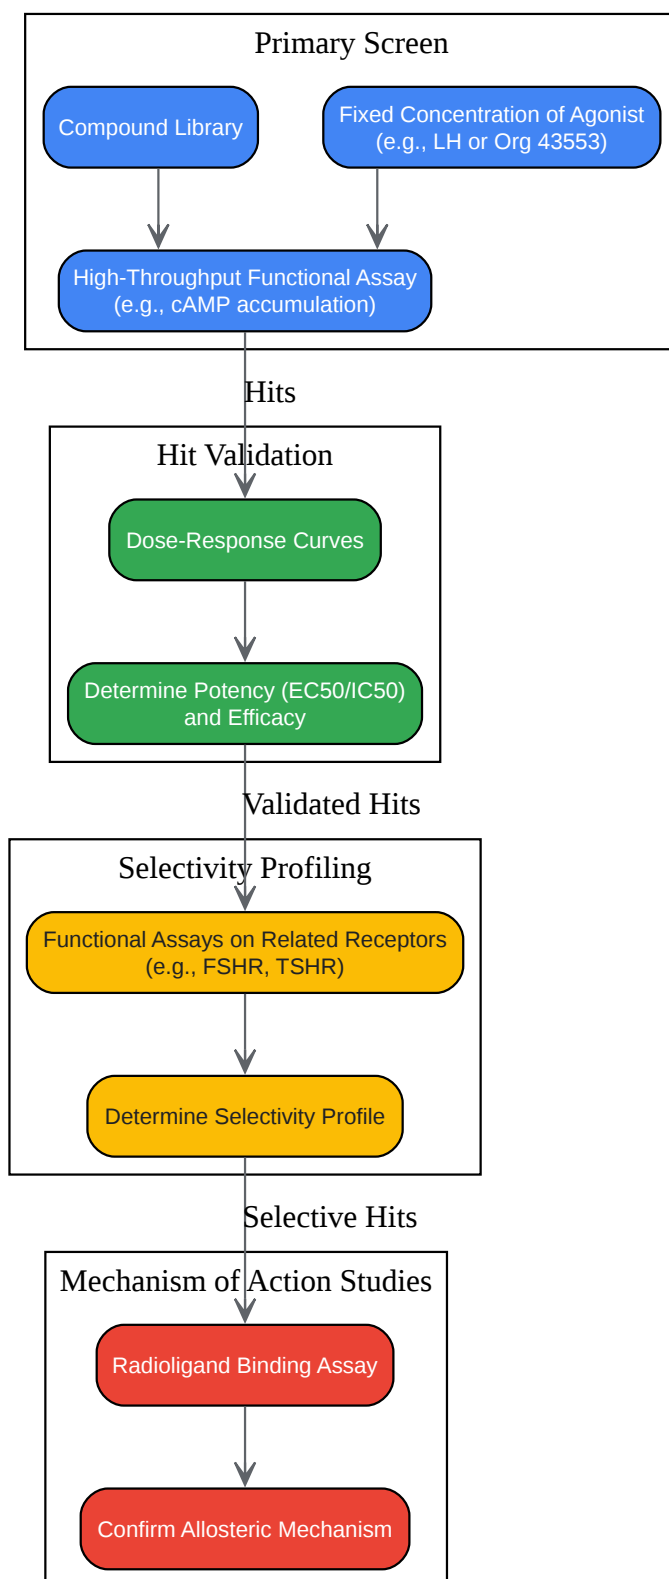 Primary Screen
Compound Library
Fixed Concentration of Agonist
(e.g., LH or Org 43553)
High-Throughput Functional Assay
(e.g., cAMP accumulation)
Hits
Hit Validation
Dose-Response Curves
Determine Potency (EC50/IC50)
and Efficacy
Validated Hits
Selectivity Profiling
Functional Assays on Related Receptors
(e.g., FSHR, TSHR)
Determine Selectivity Profile
Selective Hits
Mechanism of Action Studies
Radioligand Binding Assay
Confirm Allosteric Mechanism